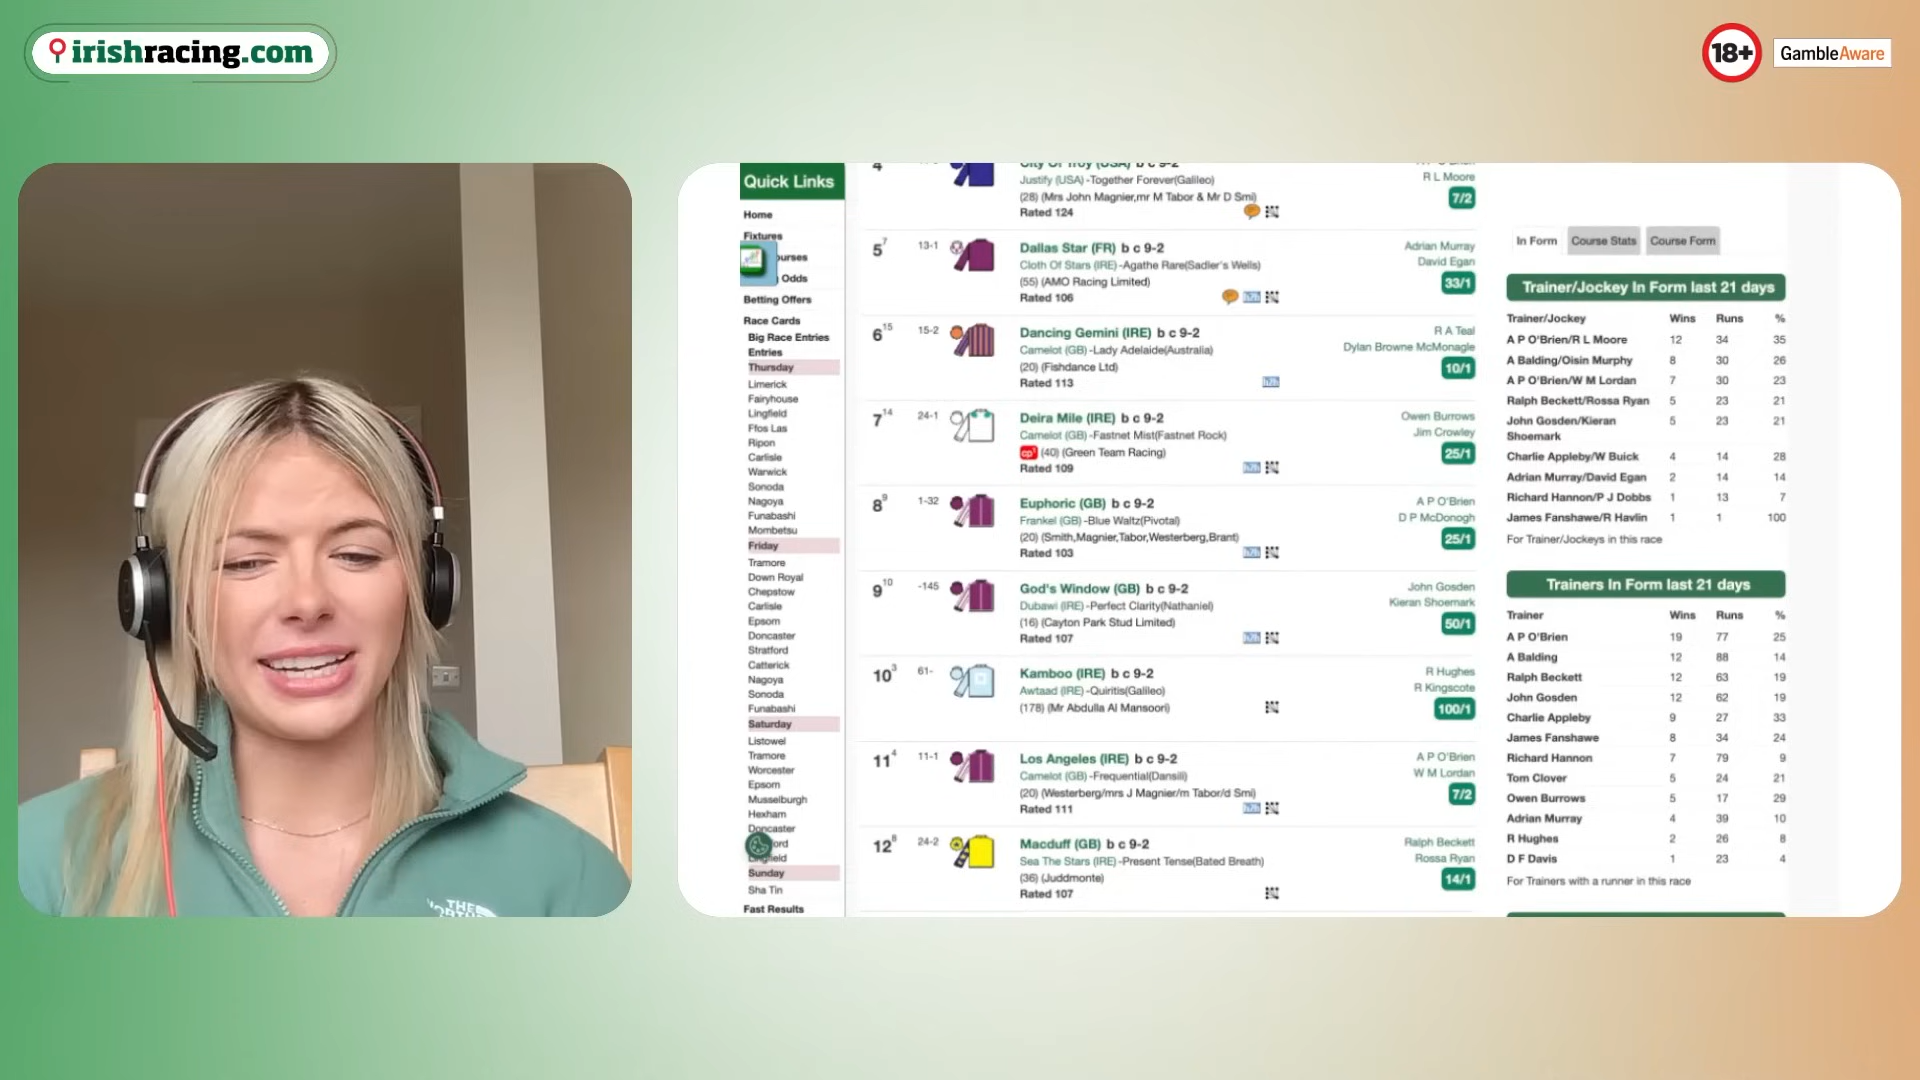 irishracing.com
18+
GambleAware
Quick Links
Home
Fixtures
ourses
Odds
Betting Offers
Race Cards
Big Race Entries
Entries
Thursday
Limerick
Fairyhouse
Lingfield
Ffos Las
Ripon
Carlisle
Warwick
Sonoda
Nagoya
Funabashi
Mombetsu
Friday
Tramore
Down Royal
Chepstow
Carlisle
Epsom
Doncaster
Stratford
Catterick
Nagoya
Sonoda
Funabashi
Saturday
Listowel
Tramore
Worcester
Epsom
Musselburgh
Hexham
Doncaster
ord
Lingfield
Sunday
Sha Tin
Fast Results
4
City Of Troy (USA) b c 9-2
Justify (USA) -Together Forever(Galileo)
R L Moore
(28) (Mrs John Magnier,mr M Tabor & Mr D Smi)
7/2
Rated 124
5 7 13-1 Dallas Star (FR) b c 9-2 Adrian Murray
Cloth Of Stars (IRE) -Agathe Rare(Sadler's Wells) David Egan
(55) (AMO Racing Limited) 33/1
Rated 106
6 15 15-2 Dancing Gemini (IRE) b c 9-2 R A Teal
Camelot (GB) -Lady Adelaide(Australia) Dylan Browne McMonagle
(20) (Fishdance Ltd) 10/1
Rated 113
7 14 24-1 Deira Mile (IRE) b c 9-2 Owen Burrows
Camelot (GB) -Fastnet Mist(Fastnet Rock) Jim Crowley
cp1 (40) (Green Team Racing) 25/1
Rated 109
8 9 1-32 Euphoric (GB) b c 9-2 A P O'Brien
Frankel (GB) -Blue Waltz(Pivotal) D P McDonogh
(20) (Smith,Magnier,Tabor,Westerberg,Brant) 25/1
Rated 103
9 10 -145 God's Window (GB) b c 9-2 John Gosden
Dubawi (IRE) -Perfect Clarity(Nathaniel) Kieran Shoemark
(16) (Cayton Park Stud Limited) 50/1
Rated 107
10 3 61- Kamboo (IRE) b c 9-2 R Hughes
Awtaad (IRE) -Quiritis(Galileo) R Kingscote
(178) (Mr Abdulla Al Mansoori) 100/1
11 4 11-1 Los Angeles (IRE) b c 9-2 A P O'Brien
Camelot (GB) -Frequential(Dansili) W M Lordan
(20) (Westerberg/mrs J Magnier/m Tabor/d Smi) 7/2
Rated 111
12 8 24-2 Macduff (GB) b c 9-2 Ralph Beckett
Sea The Stars (IRE) -Present Tense(Bated Breath) Rossa Ryan
(36) (Juddmonte) 14/1
Rated 107
In Form Course Stats Course Form
Trainer/Jockey In Form last 21 days
Trainer/Jockey Wins Runs %
A P O'Brien/R L Moore 12 34 35
A Balding/Oisin Murphy 8 30 26
A P O'Brien/W M Lordan 7 30 23
Ralph Beckett/Rossa Ryan 5 23 21
John Gosden/Kieran 5 23 21
Shoemark
Charlie Appleby/W Buick 4 14 28
Adrian Murray/David Egan 2 14 14
Richard Hannon/P J Dobbs 1 13 7
James Fanshawe/R Havlin 1 1 100
For Trainer/Jockeys in this race
Trainers In Form last 21 days
Trainer Wins Runs %
A P O'Brien 19 77 25
A Balding 12 88 14
Ralph Beckett 12 63 19
John Gosden 12 62 19
Charlie Appleby 9 27 33
James Fanshawe 8 34 24
Richard Hannon 7 79 9
Tom Clover 5 24 21
Owen Burrows 5 17 29
Adrian Murray 4 39 10
R Hughes 2 26 8
D F Davis 1 23 4
For Trainers with a runner in this race
THE
NORTH